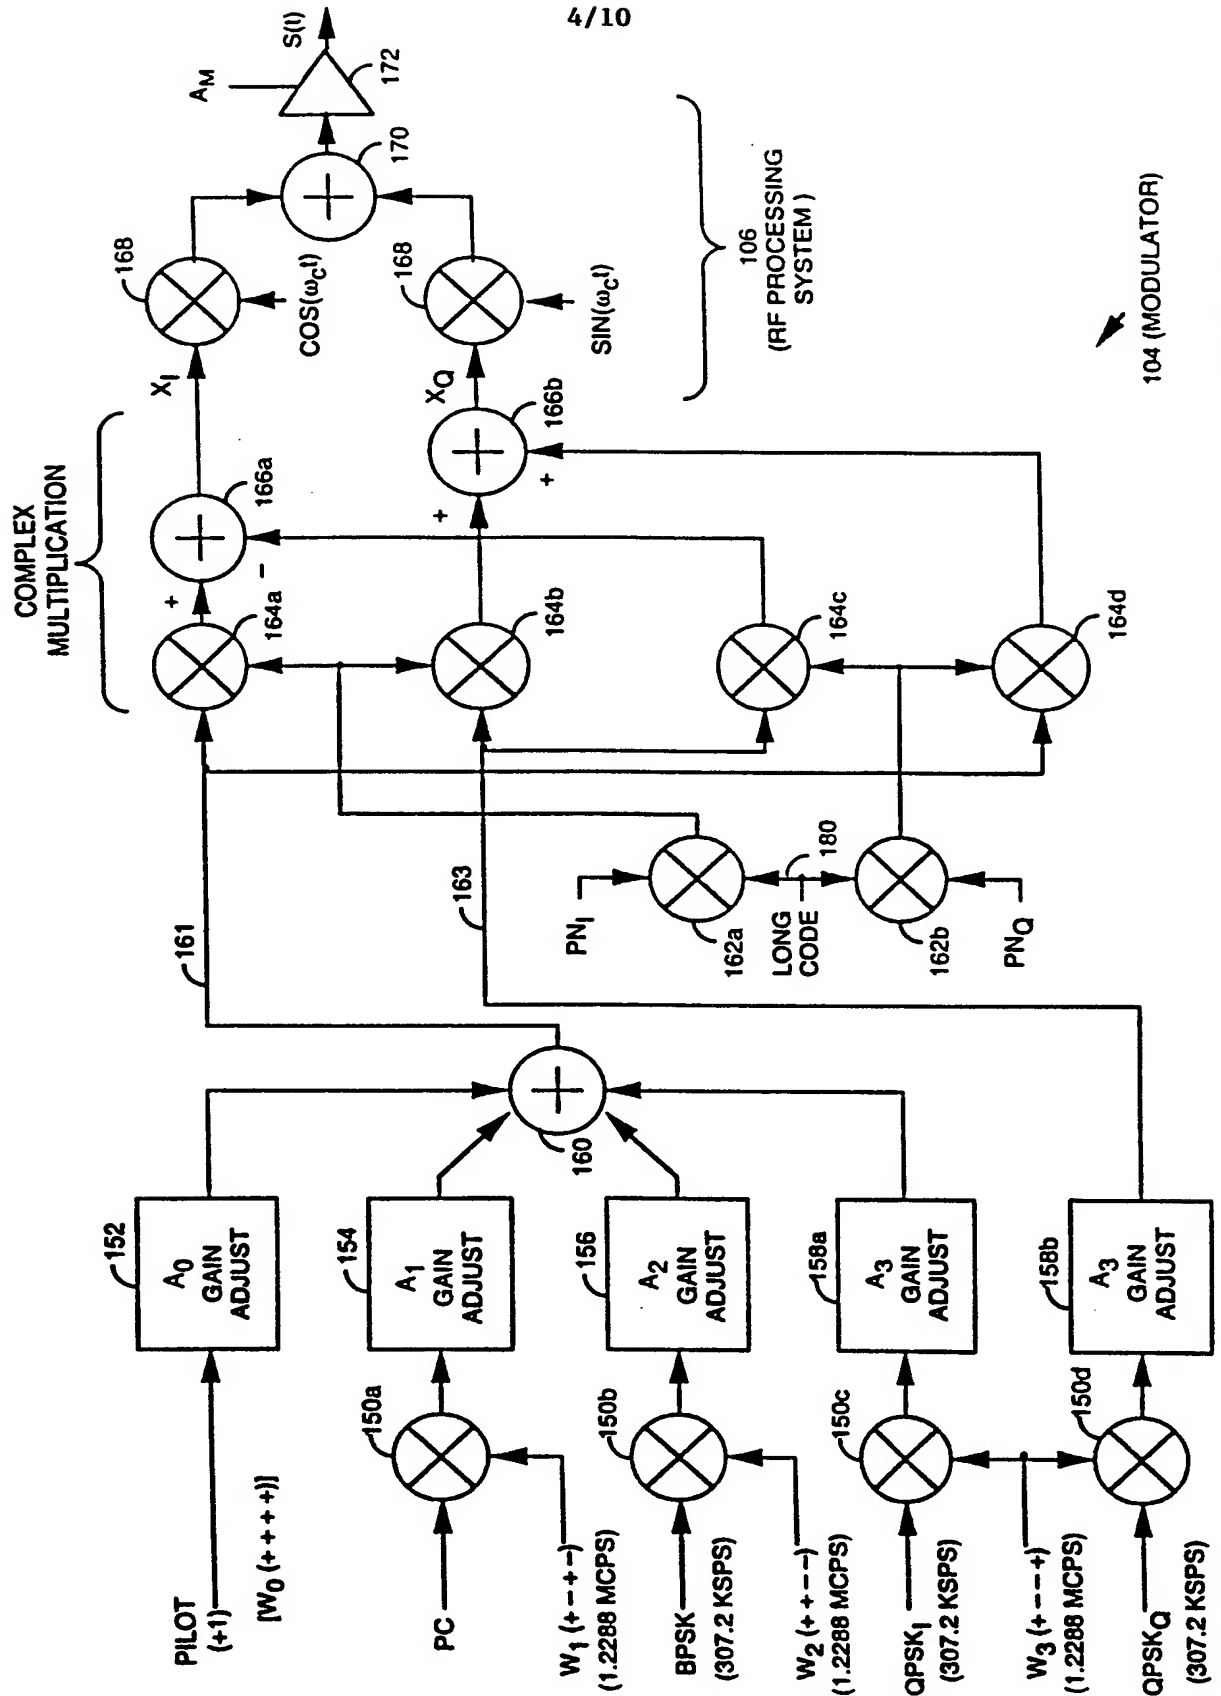 4/10
PILOT
(+1)
[W0 (+ + + +)]
152
A0
GAIN
ADJUST
PC
150a
W1 (+ – + –)
(1.2288 MCPS)
154
A1
GAIN
ADJUST
BPSK
(307.2 KSPS)
150b
W2 (+ + – –)
(1.2288 MCPS)
156
A2
GAIN
ADJUST
QPSKI
(307.2 KSPS)
150c
158a
A3
GAIN
ADJUST
W3 (+ – – +)
(1.2288 MCPS)
QPSKQ
(307.2 KSPS)
150d
158b
A3
GAIN
ADJUST
160
161
163
PNI
162a
LONG
CODE
180
162b
PNQ
COMPLEX
MULTIPLICATION
164a
+
–
166a
164b
+
+
166b
164c
164d
XI
XQ
168
COS(ωCt)
168
SIN(ωCt)
170
AM
172
S(t)
106
(RF PROCESSING
SYSTEM )
104 (MODULATOR)